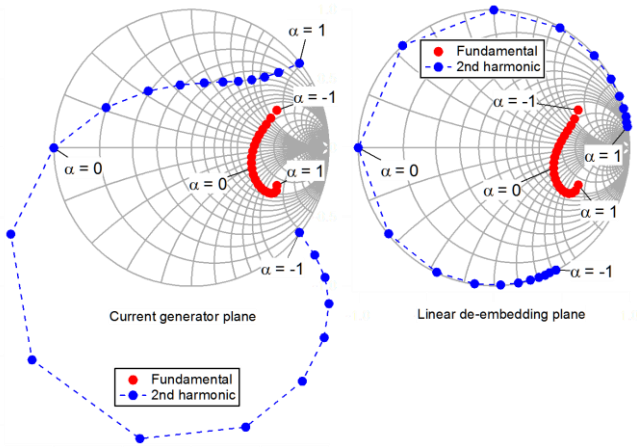 α = 1
α = -1
α = 0
α = 0
α = 1
α = -1
Current generator plane
Fundamental
2nd harmonic
Fundamental
2nd harmonic
α = -1
α = 1
α = 0
α = 1
α = -1
Linear de-embedding plane